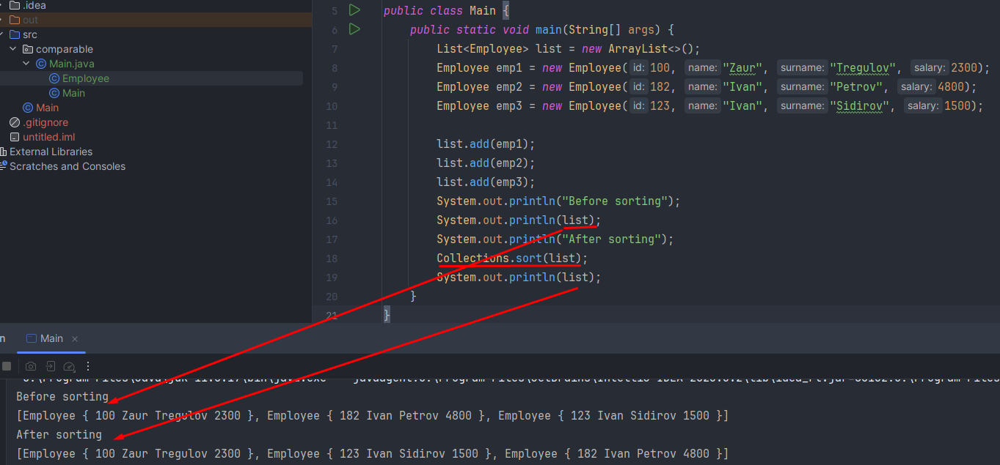 .idea
out
src
comparable
Main.java
Employee
Main
Main
.gitignore
untitled.iml
External Libraries
Scratches and Consoles
5 public class Main {
6 public static void main(String[] args) {
7 List<Employee> list = new ArrayList<>();
8 Employee emp1 = new Employee( id: 100, name: "Zaur", surname: "Tregulov", salary: 2300);
9 Employee emp2 = new Employee( id: 182, name: "Ivan", surname: "Petrov", salary: 4800);
10 Employee emp3 = new Employee( id: 123, name: "Ivan", surname: "Sidirov", salary: 1500);
11
12 list.add(emp1);
13 list.add(emp2);
14 list.add(emp3);
15 System.out.println("Before sorting");
16 System.out.println(list);
17 System.out.println("After sorting");
18 Collections.sort(list);
19 System.out.println(list);
20 }
21 }
n Main
Before sorting
[Employee { 100 Zaur Tregulov 2300 }, Employee { 182 Ivan Petrov 4800 }, Employee { 123 Ivan Sidirov 1500 }]
After sorting
[Employee { 100 Zaur Tregulov 2300 }, Employee { 123 Ivan Sidirov 1500 }, Employee { 182 Ivan Petrov 4800 }]